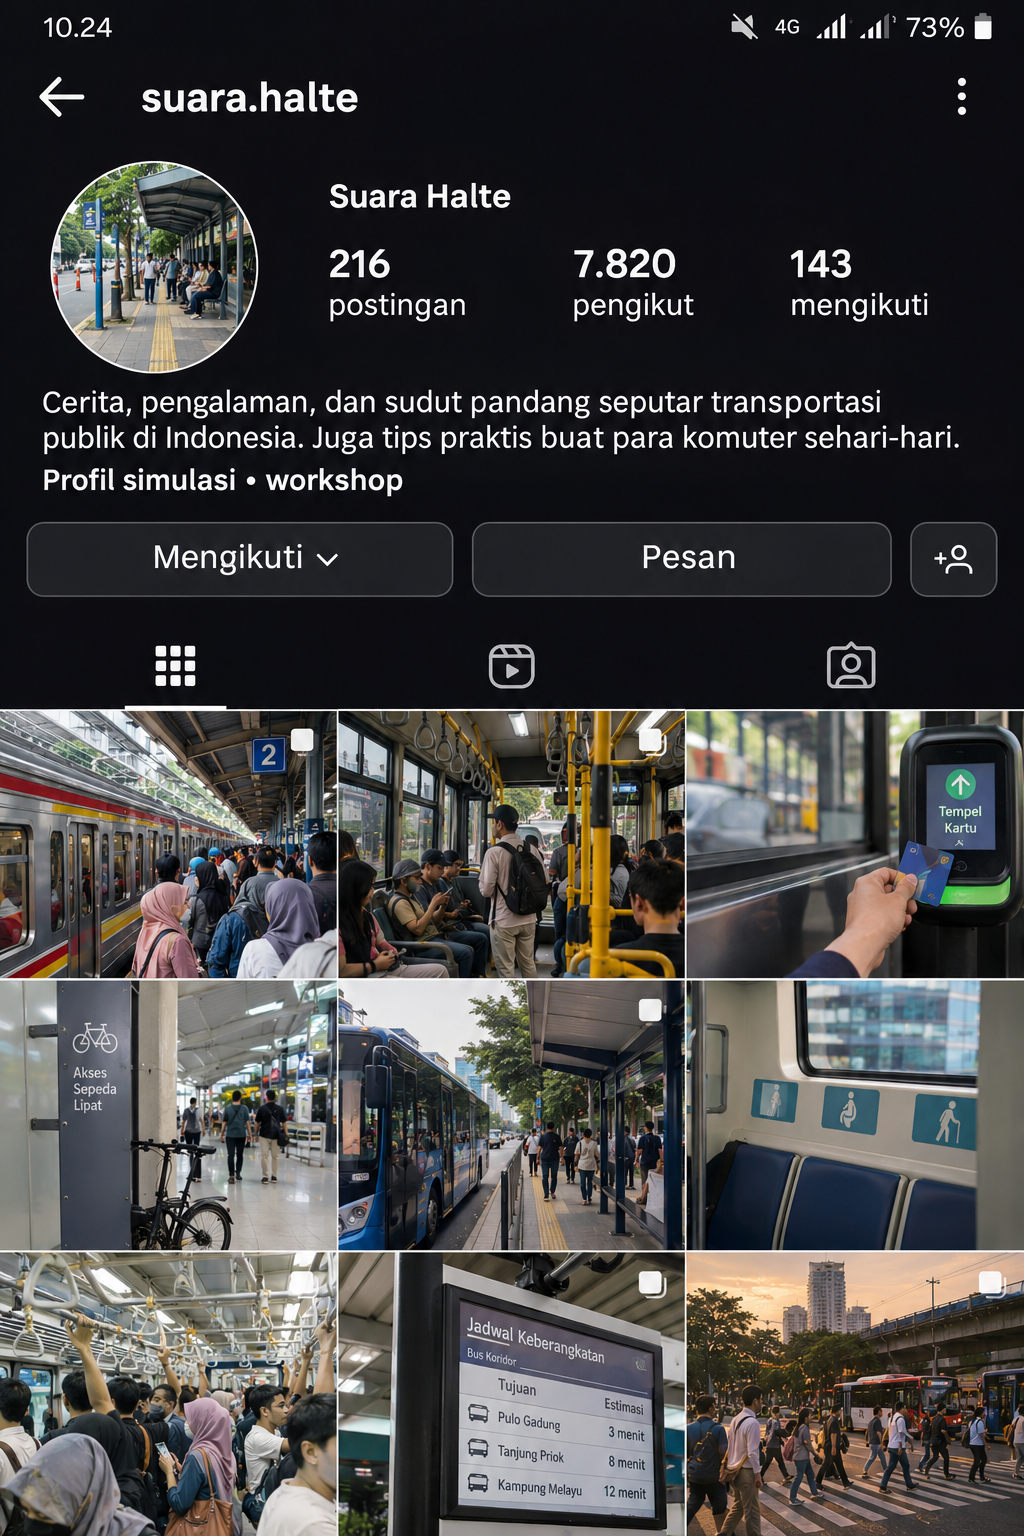 10.24
4G
73%
suara.halte
Suara Halte
216
7.820
143
postingan
pengikut
mengikuti
Cerita, pengalaman, dan sudut pandang seputar transportasi
publik di Indonesia. Juga tips praktis buat para komuter sehari-hari.
Profil simulasi • workshop
Mengikuti
Pesan
2
Tempel
Kartu
Akses
Sepeda
Lipat
Jadwal Keberangkatan
Bus Koridor
Tujuan
Estimasi
Pulo Gadung
3 menit
Tanjung Priok
8 menit
Kampung Melayu
12 menit